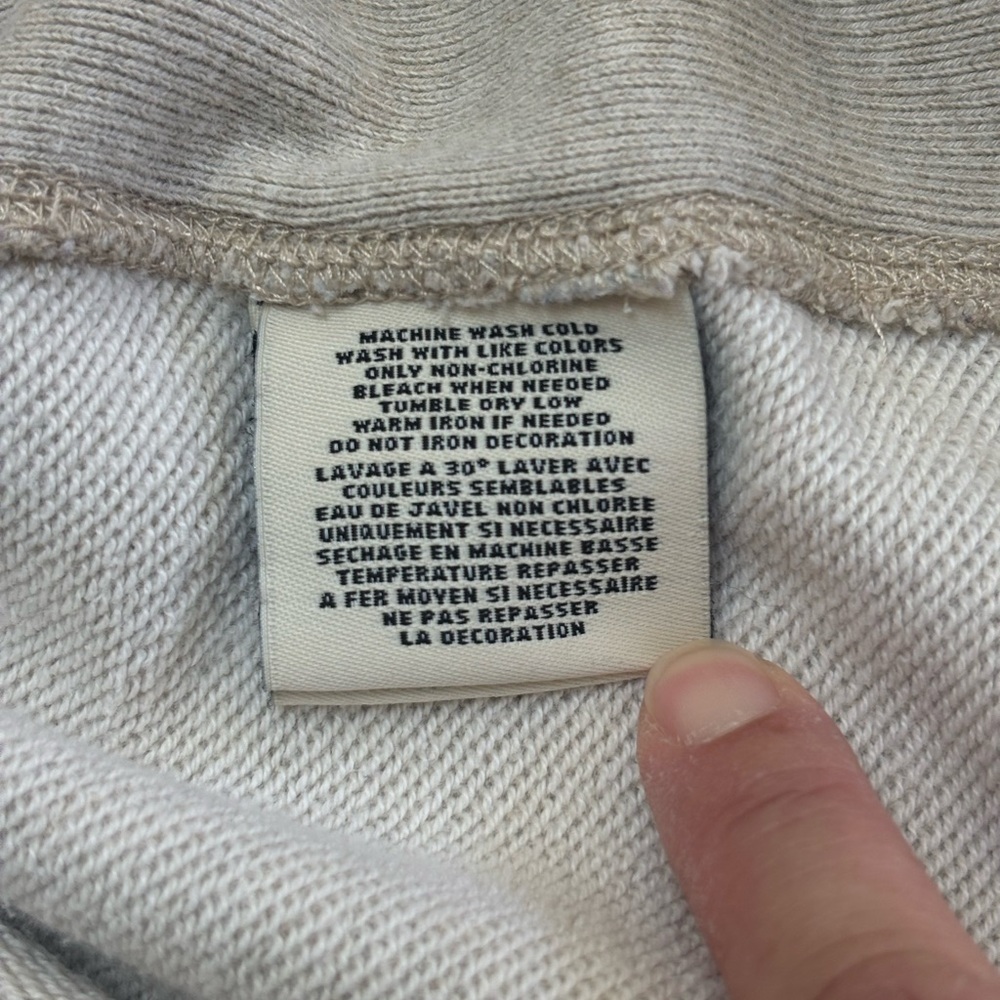 MACHINE WASH COLD
WASH WITH LIKE COLORS
ONLY NON-CHLORINE
BLEACH WHEN NEEDED
TUMBLE DRY LOW
WARM IRON IF NEEDED
DO NOT IRON DECORATION
LAVAGE A 30° LAVER AVEC
COULEURS SEMBLABLES
EAU DE JAVEL NON CHLOREE
UNIQUEMENT SI NECESSAIRE
SECHAGE EN MACHINE BASSE
TEMPERATURE REPASSER
A FER MOYEN SI NECESSAIRE
NE PAS REPASSER
LA DECORATION